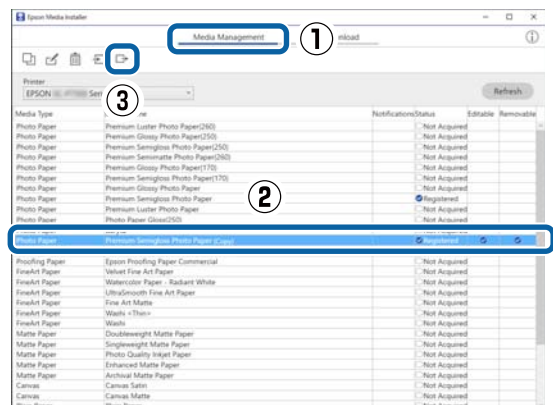 Epson Media Installer
Media Management
nload
①
③
Printer
EPSON
Seri
Refresh
Media Type
Notifications Status Editable Removable
Photo Paper Premium Luster Photo Paper(260) Not Acquired
Photo Paper Premium Glossy Photo Paper(250) Not Acquired
Photo Paper Premium Semigloss Photo Paper(250) Not Acquired
Photo Paper Premium Semimatte Photo Paper(260) Not Acquired
Photo Paper Premium Glossy Photo Paper(170) Not Acquired
Photo Paper Premium Semigloss Photo Paper(170) Not Acquired
Photo Paper Premium Glossy Photo Paper Not Acquired
Photo Paper Premium Semigloss Photo Paper Registered
Photo Paper Premium Luster Photo Paper Not Acquired
Photo Paper Photo Paper Gloss(250) Not Acquired
②
Photo Paper Premium Semigloss Photo Paper (Copy) Registered
Proofing Paper Epson Proofing Paper Commercial Not Acquired
FineArt Paper Velvet Fine Art Paper Not Acquired
FineArt Paper Watercolor Paper - Radiant White Not Acquired
FineArt Paper UltraSmooth Fine Art Paper Not Acquired
FineArt Paper Fine Art Matte Not Acquired
FineArt Paper Washi <Thin> Not Acquired
FineArt Paper Washi Not Acquired
Matte Paper Doubleweight Matte Paper Not Acquired
Matte Paper Singleweight Matte Paper Not Acquired
Matte Paper Photo Quality Inkjet Paper Not Acquired
Matte Paper Enhanced Matte Paper Not Acquired
Matte Paper Archival Matte Paper Not Acquired
Canvas Canvas Satin Not Acquired
Canvas Canvas Matte Not Acquired